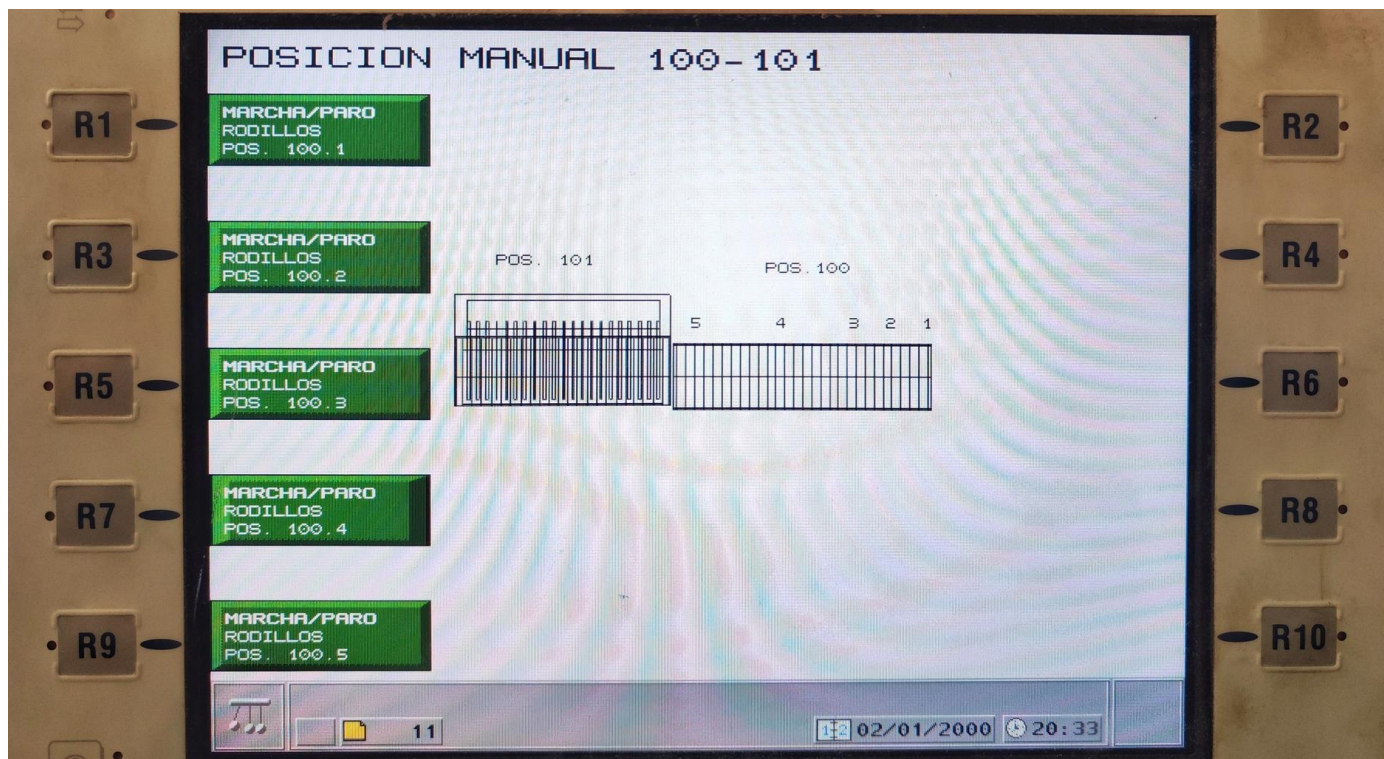 POSICION MANUAL 100-101
R1
MARCHA/PARO
RODILLOS
POS. 100.1
R2
R3
MARCHA/PARO
RODILLOS
POS. 100.2
R4
POS. 101
POS.100
5 4 3 2 1
R5
MARCHA/PARO
RODILLOS
POS. 100.3
R6
R7
MARCHA/PARO
RODILLOS
POS. 100.4
R8
R9
MARCHA/PARO
RODILLOS
POS. 100.5
R10
11
1 2 02/01/2000 20:33